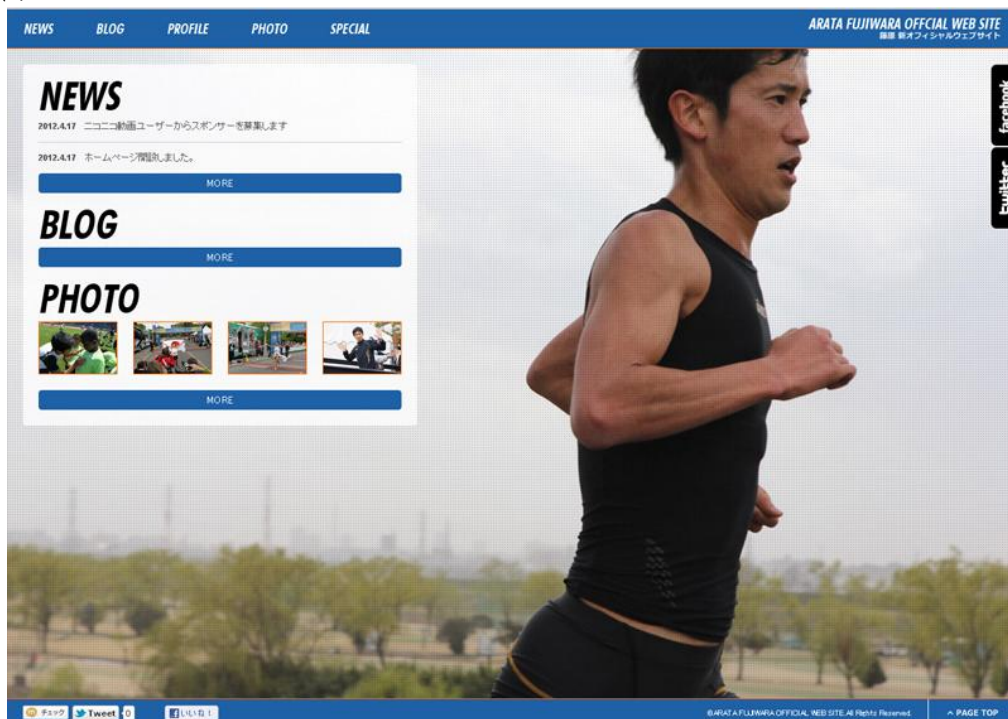 NEWS BLOG PROFILE PHOTO SPECIAL
ARATA FUJIWARA OFFCIAL WEB SITE
藤原 新オフィシャルウェブサイト
facebook
twitter
NEWS
2012.4.17 ニコニコ動画ユーザーからスポンサーを募集します
2012.4.17 ホームページ開設しました。
MORE
BLOG
MORE
PHOTO
MORE
チェック Tweet 0 いいね！
©ARATA FUJIWARA OFFICIAL WEB SITE.All Rights Reserved.
PAGE TOP